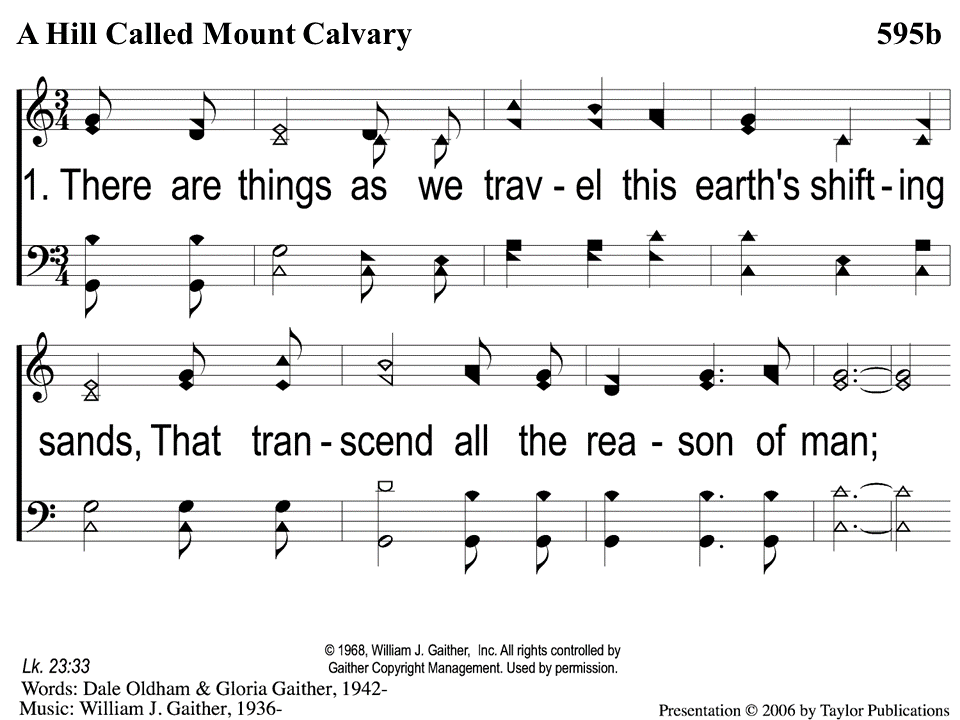 A Hill Called Mount Calvary 595b
3
4
1. There are things as we trav - el this earth's shift - ing
3
4
sands, That tran - scend all the rea - son of man;
Lk. 23:33
© 1968, William J. Gaither, Inc. All rights controlled by
Gaither Copyright Management. Used by permission.
Words: Dale Oldham & Gloria Gaither, 1942-
Music: William J. Gaither, 1936-
Presentation © 2006 by Taylor Publications